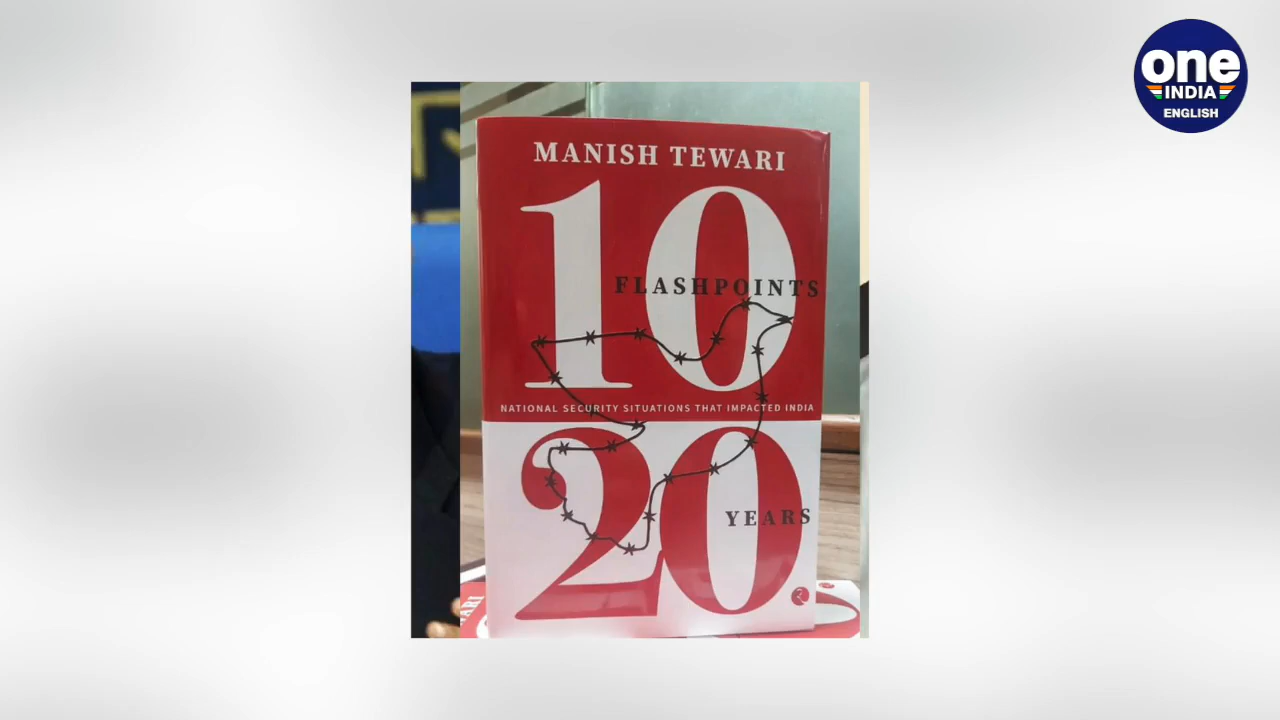 one
INDIA
ENGLISH
MANISH TEWARI
10
FLASHPOINTS
NATIONAL SECURITY SITUATIONS THAT IMPACTED INDIA
20
YEARS